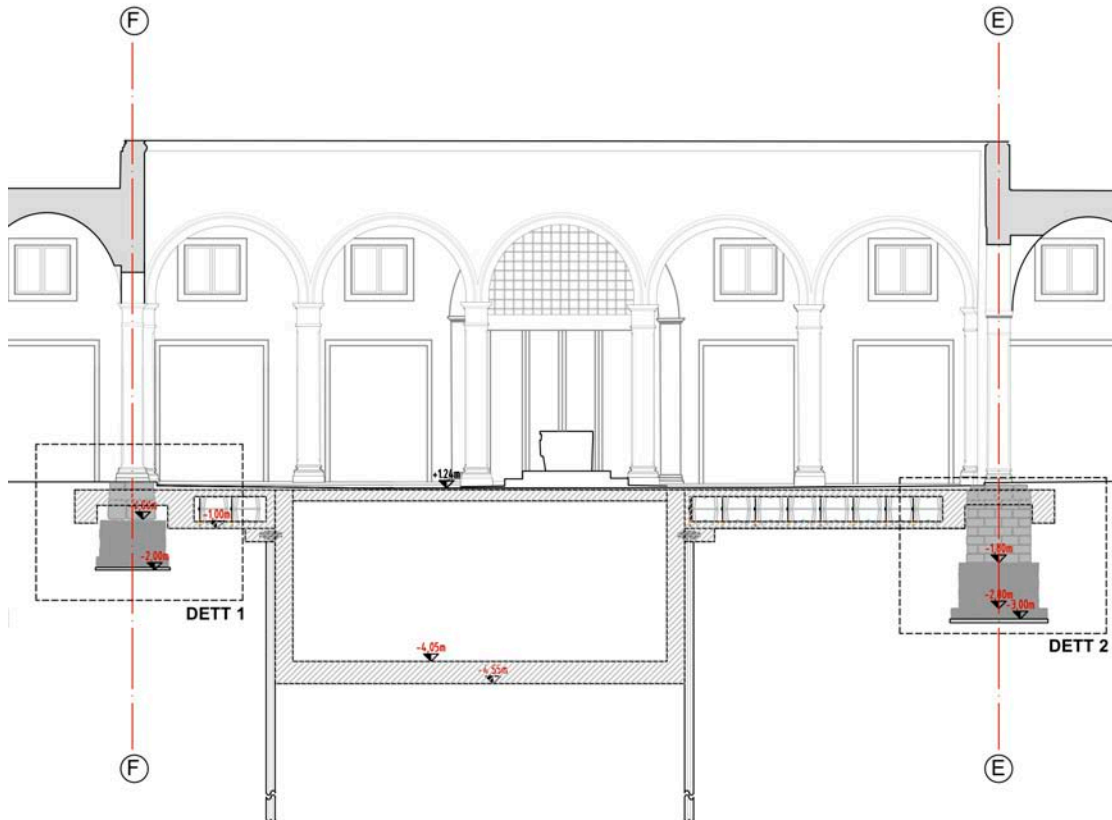 F
E
+1.24m
-1,00m
-2,00m
DETT 1
-1,80m
-2,80m
-3,00m
DETT 2
-4,05m
-4,55m
F
E